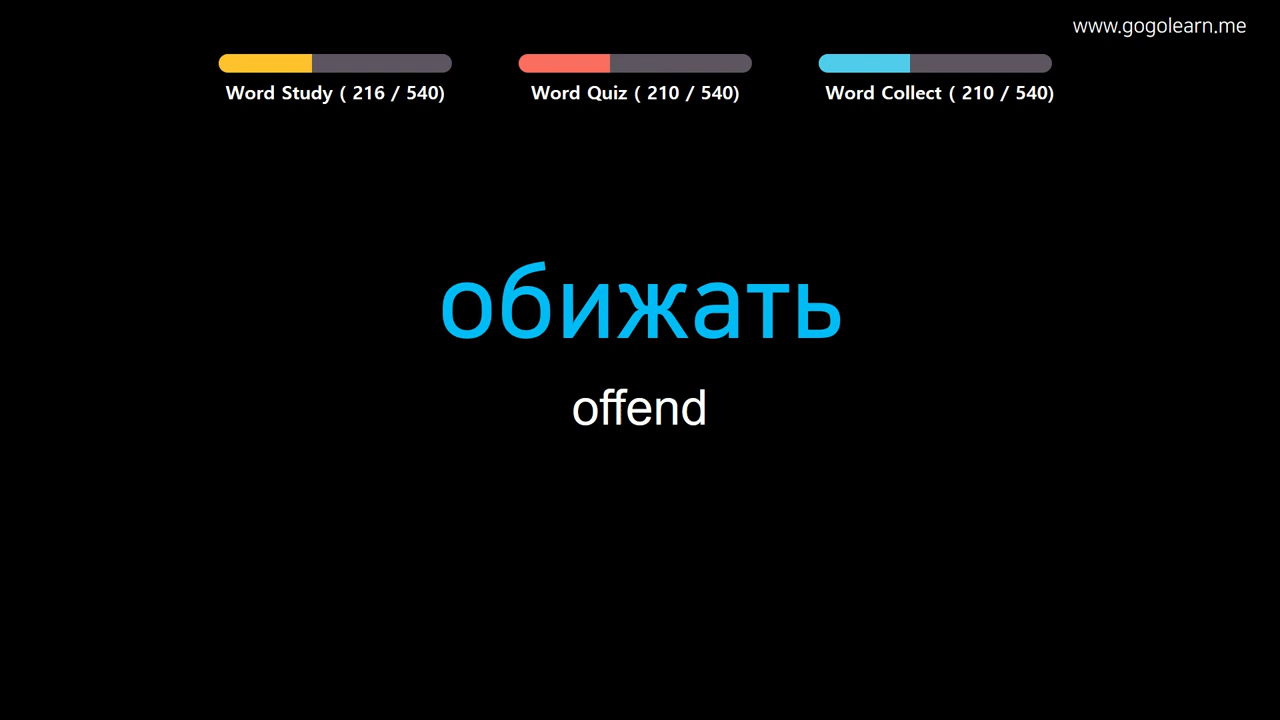 www.gogolearn.me
Word Study ( 216 / 540)
Word Quiz ( 210 / 540)
Word Collect ( 210 / 540)
обижать
offend